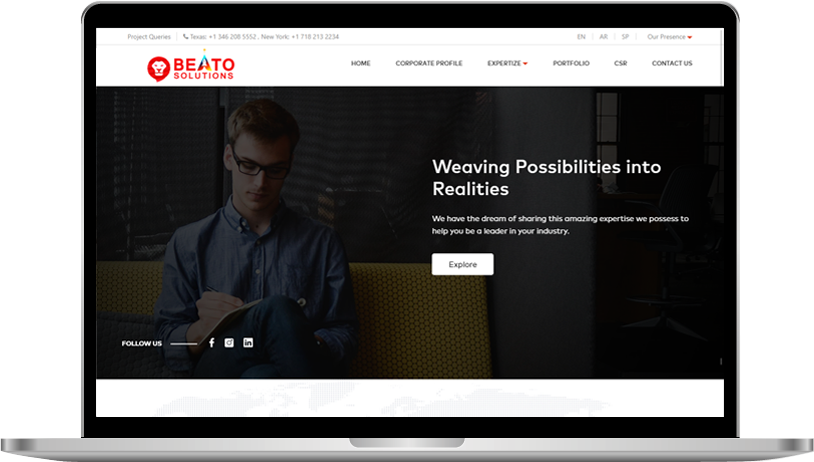 Project Queries
Texas: +1 346 208 5552 , New York: +1 718 213 2234
EN | AR | SP
Our Presence
BEATO
SOLUTIONS
HOME
CORPORATE PROFILE
EXPERTIZE
PORTFOLIO
CSR
CONTACT US
Weaving Possibilities into
Realities
We have the dream of sharing this amazing expertise we possess to
help you be a leader in your industry.
Explore
FOLLOW US